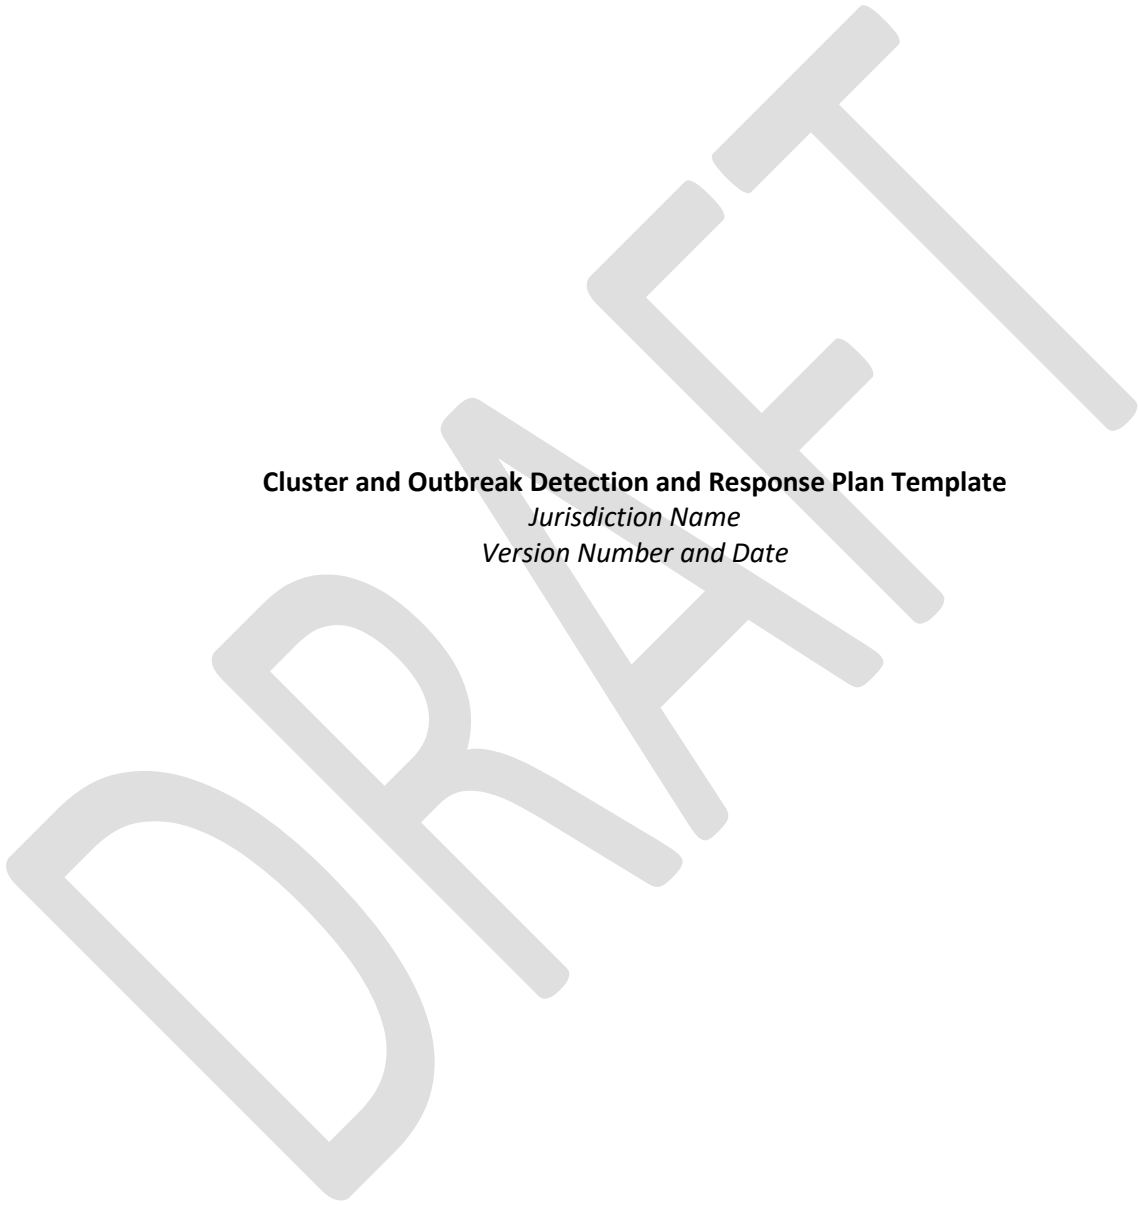 Cluster and Outbreak Detection and Response Plan Template
Jurisdiction Name
Version Number and Date
DRAFT